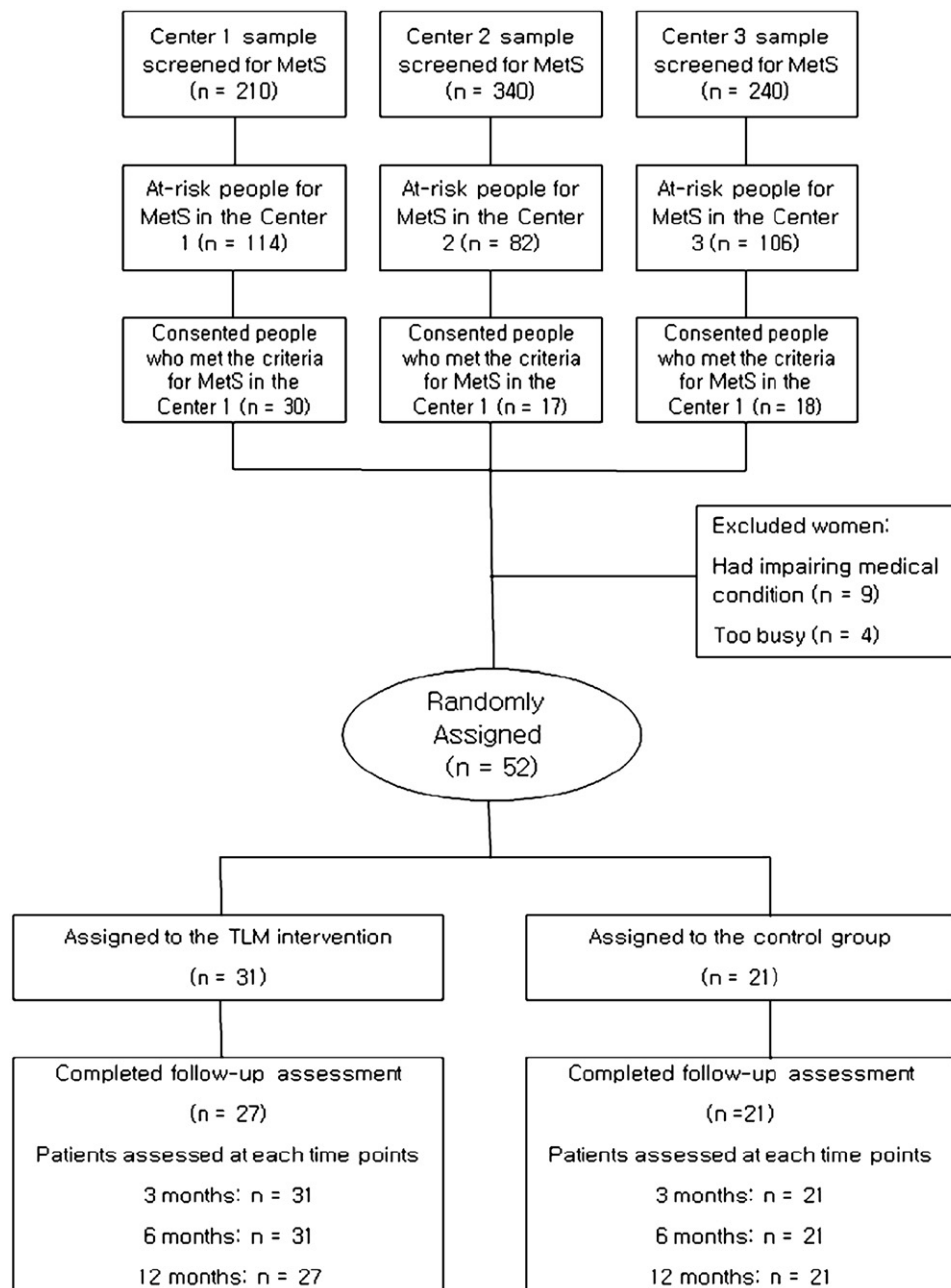 Center 1 sample
screened for MetS
(n = 210)
Center 2 sample
screened for MetS
(n = 340)
Center 3 sample
screened for MetS
(n = 240)
At-risk people for
MetS in the Center
1 (n = 114)
At-risk people for
MetS in the Center
2 (n = 82)
At-risk people for
MetS in the Center
3 (n = 106)
Consented people
who met the criteria
for MetS in the
Center 1 (n = 30)
Consented people
who met the criteria
for MetS in the
Center 1 (n = 17)
Consented people
who met the criteria
for MetS in the
Center 1 (n = 18)
Excluded women:
Had impairing medical
condition (n = 9)
Too busy (n = 4)
Randomly
Assigned
(n = 52)
Assigned to the TLM intervention
(n = 31)
Assigned to the control group
(n = 21)
Completed follow-up assessment
(n = 27)
Patients assessed at each time points
3 months: n = 31
6 months: n = 31
12 months: n = 27
Completed follow-up assessment
(n =21)
Patients assessed at each time points
3 months: n = 21
6 months: n = 21
12 months: n = 21